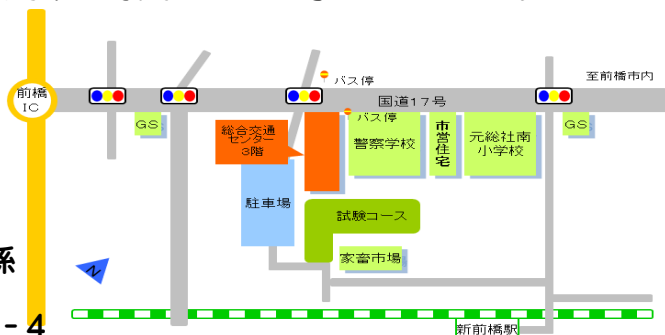 前橋
IC
バス停
至前橋市内
国道17号
GS
総合交通
センター
3階
バス停
警察学校
市営住宅
元総社南
小学校
GS
駐車場
試験コース
家畜市場
係
N
-4
新前橋駅